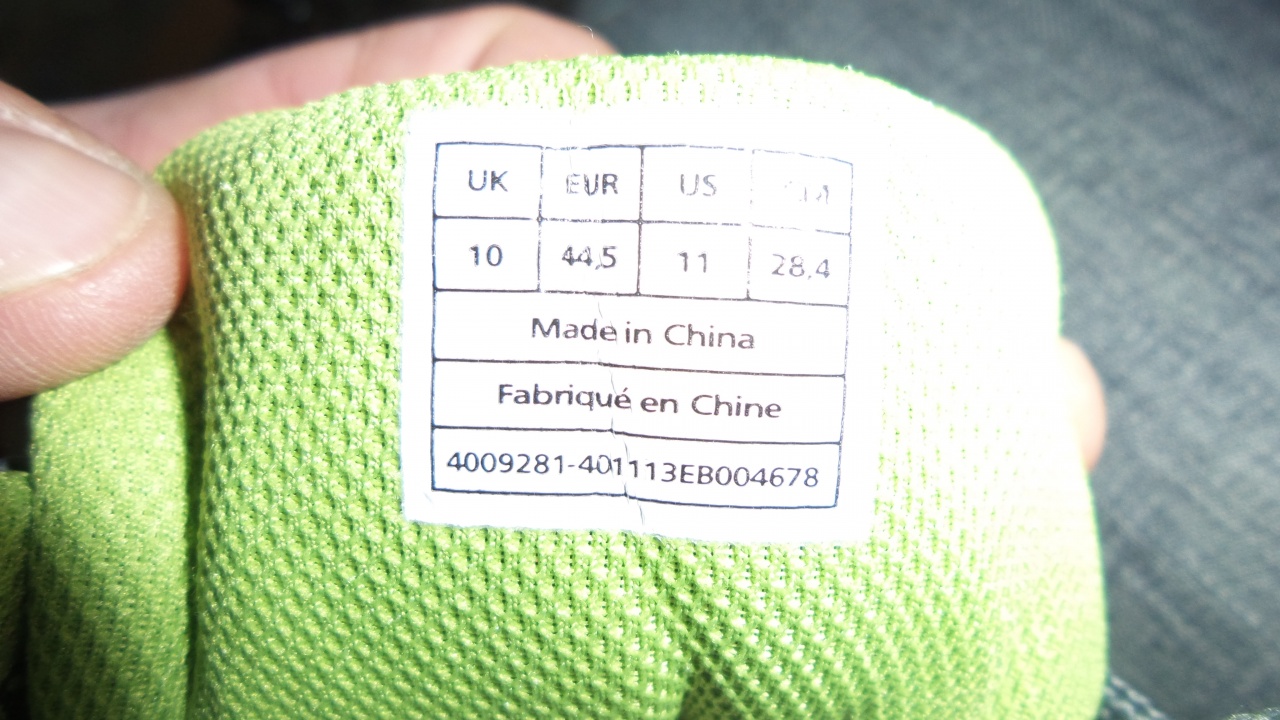 UK EUR US
10 44,5 11 28,4
Made in China
Fabriqué en Chine
4009281-401113EB004678